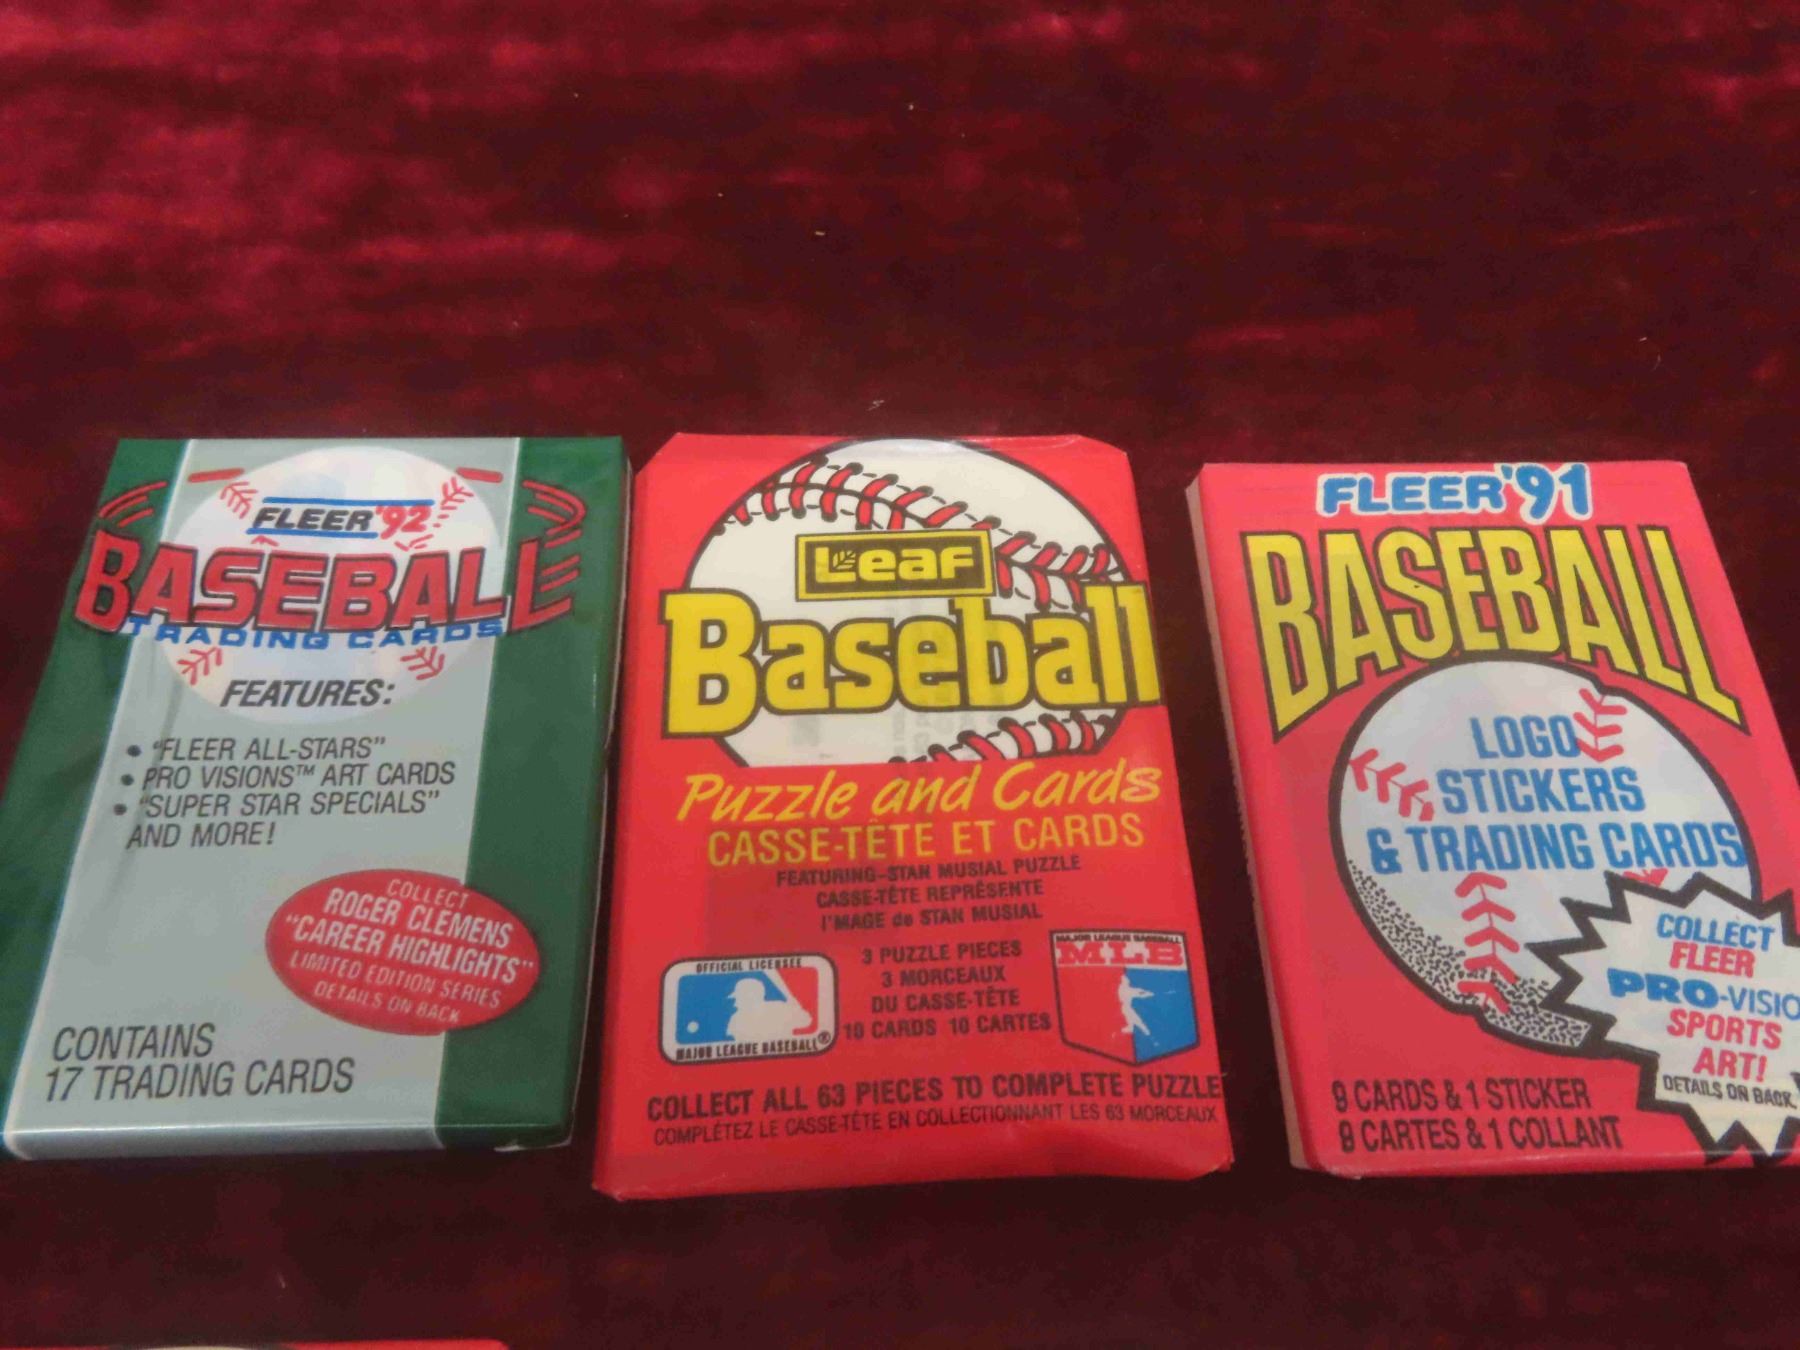 FLEER '92
BASEBALL
TRADING CARDS
FEATURES:
• "FLEER ALL-STARS"
• PRO VISIONS™ ART CARDS
• "SUPER STAR SPECIALS"
AND MORE!
COLLECT
ROGER CLEMENS
"CAREER HIGHLIGHTS"
LIMITED EDITION SERIES
DETAILS ON BACK
CONTAINS
17 TRADING CARDS
Leaf
Baseball
Puzzle and Cards
CASSE-TÊTE ET CARDS
FEATURING-STAN MUSIAL PUZZLE
CASSE-TÊTE REPRÉSENTE
l'MAGE de STAN MUSIAL
3 PUZZLE PIECES
3 MORCEAUX
DU CASSE-TÊTE
10 CARDS 10 CARTES
OFFICIAL LICENSEE
MAJOR LEAGUE BASEBALL®
MAJOR LEAGUE BASEBALL
MLB
COLLECT ALL 63 PIECES TO COMPLETE PUZZLE
COMPLÉTEZ LE CASSE-TÊTE EN COLLECTIONNANT LES 63 MORCEAUX
FLEER '91
BASEBALL
LOGO
STICKERS
& TRADING CARDS
COLLECT
FLEER
PRO-VISIO
SPORTS
ART!
DETAILS ON BACK.
9 CARDS & 1 STICKER
9 CARTES & 1 COLLANT